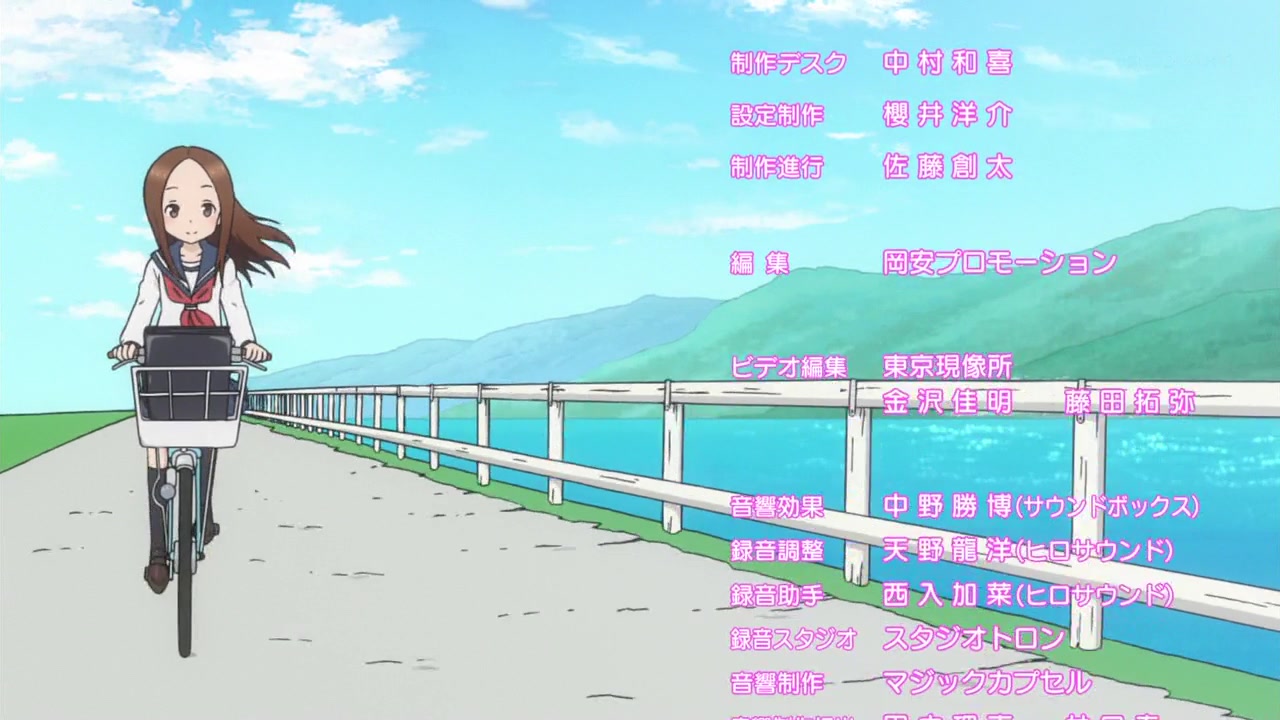 制作デスク 中村和喜
設定制作 櫻井洋介
制作進行 佐藤創太
編集 岡安プロモーション
ビデオ編集 東京現像所
金沢佳明 藤田拓弥
音響効果 中野勝博(サウンドボックス)
録音調整 天野龍洋(ヒロサウンド)
録音助手 西入加菜(ヒロサウンド)
録音スタジオ スタジオトロン
音響制作 マジックカプセル